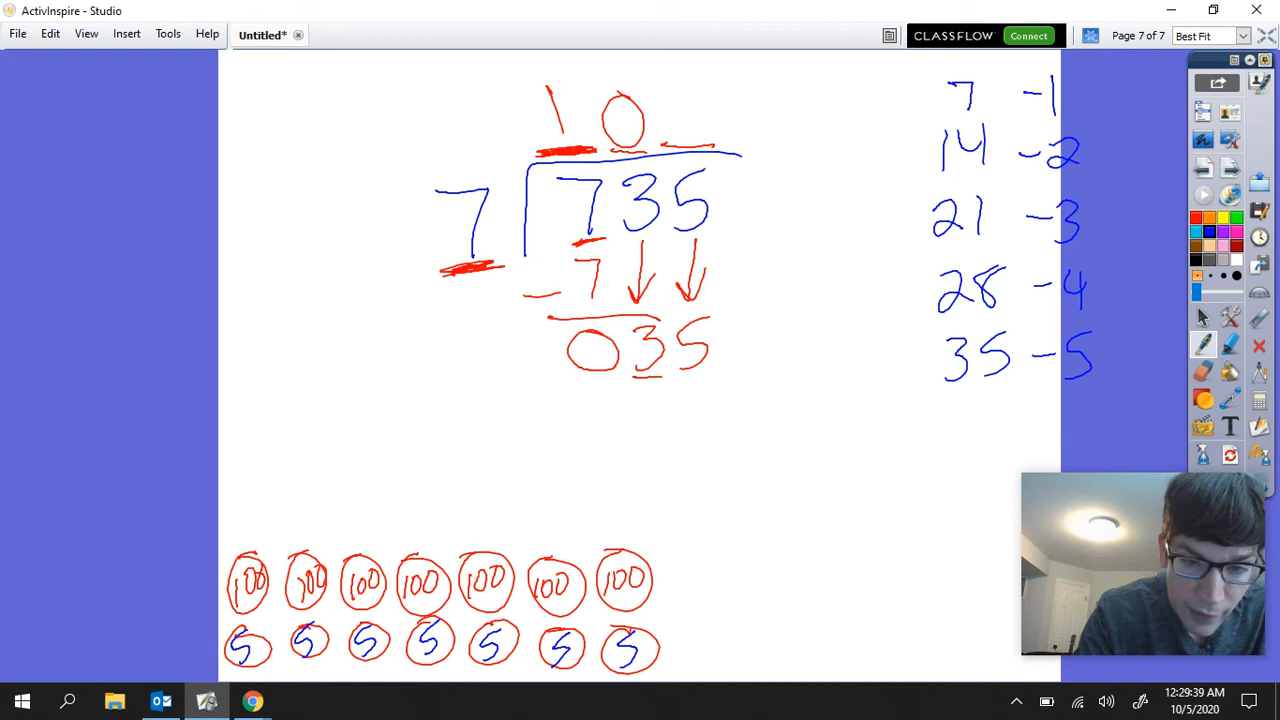 ActivInspire - Studio
File Edit View Insert Tools Help
Untitled*
CLASSFLOW Connect
Page 7 of 7
Best Fit
1 0
7 735
- 7
035
7 - 1
14 - 2
21 - 3
28 - 4
35 - 5
100 100 100 100 100 100 100
5 5 5 5 5 5 5
12:29:39 AM
10/5/2020